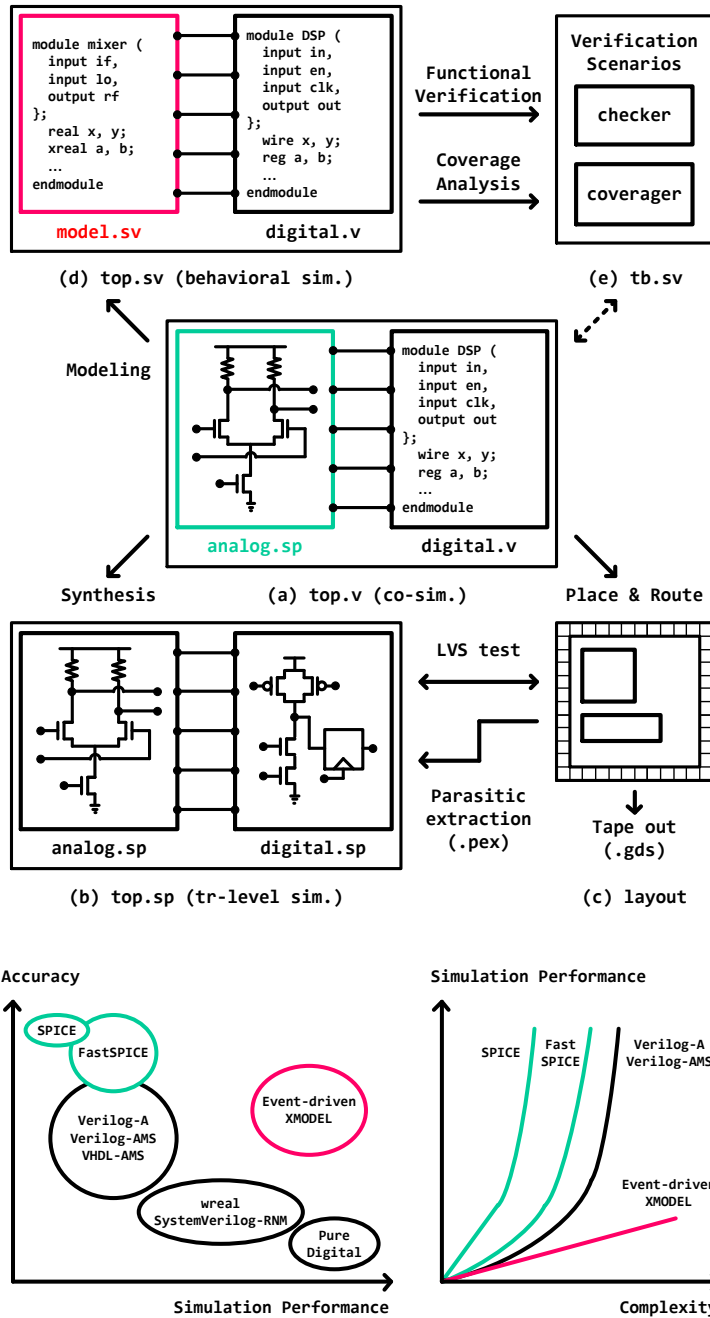 module mixer (
input if,
input lo,
output rf
};
real x, y;
xreal a, b;
...
endmodule
model.sv
module DSP (
input in,
input en,
input clk,
output out
};
wire x, y;
reg a, b;
...
endmodule
digital.v
(d) top.sv (behavioral sim.)
Functional
Verification
Coverage
Analysis
Verification
Scenarios
checker
coverager
(e) tb.sv
Modeling
analog.sp
module DSP (
input in,
input en,
input clk,
output out
};
wire x, y;
reg a, b;
...
endmodule
digital.v
(a) top.v (co-sim.)
Synthesis
Place & Route
analog.sp
digital.sp
(b) top.sp (tr-level sim.)
LVS test
Parasitic
extraction
(.pex)
Tape out
(.gds)
(c) layout
Accuracy
SPICE
FastSPICE
Verilog-A
Verilog-AMS
VHDL-AMS
Event-driven
XMODEL
wreal
SystemVerilog-RNM
Pure
Digital
Simulation Performance
Simulation Performance
SPICE
Fast
SPICE
Verilog-A
Verilog-AMS
Event-driven
XMODEL
Complexity